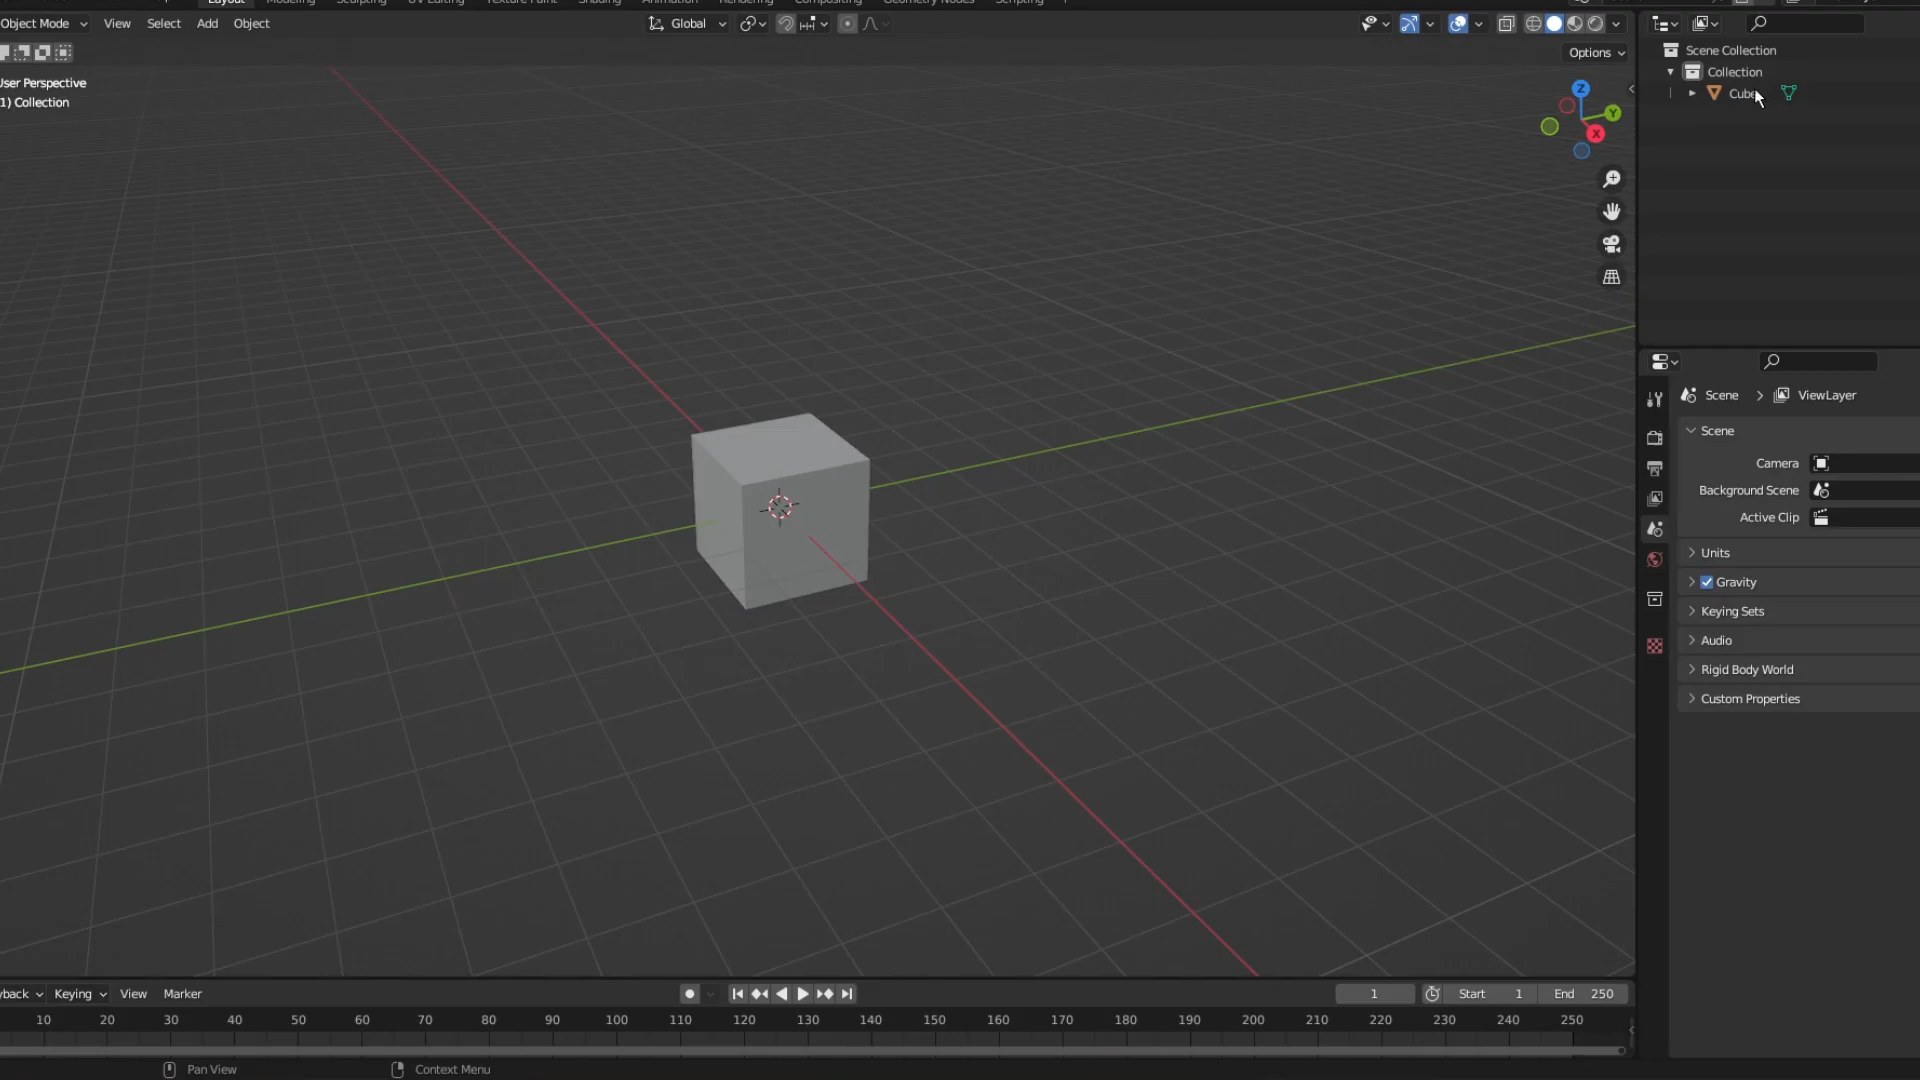 Layout Modeling Sculpting UV Editing Texture Paint Shading Animation Rendering Compositing Geometry Nodes Scripting
Object Mode View Select Add Object
Global
Options
User Perspective
1) Collection
Z
Y
X
Scene Collection
Collection
Cube
Scene > ViewLayer
Scene
Camera
Background Scene
Active Clip
Units
Gravity
Keying Sets
Audio
Rigid Body World
Custom Properties
yback Keying View Marker
1 Start 1 End 250
10 20 30 40 50 60 70 80 90 100 110 120 130 140 150 160 170 180 190 200 210 220 230 240 250
Pan View Context Menu